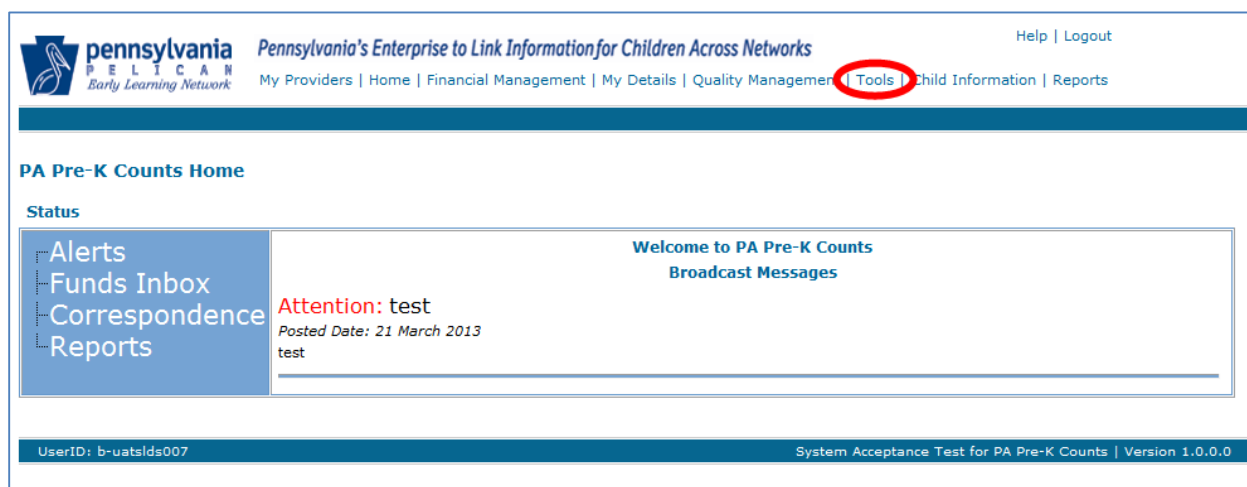 pennsylvania
PELICAN
Early Learning Network
Pennsylvania's Enterprise to Link Information for Children Across Networks
Help | Logout
My Providers | Home | Financial Management | My Details | Quality Management | Tools | Child Information | Reports
PA Pre-K Counts Home
Status
Alerts
Funds Inbox
Correspondence
Reports
Welcome to PA Pre-K Counts
Broadcast Messages
Attention: test
Posted Date: 21 March 2013
test
UserID: b-uatslds007
System Acceptance Test for PA Pre-K Counts | Version 1.0.0.0